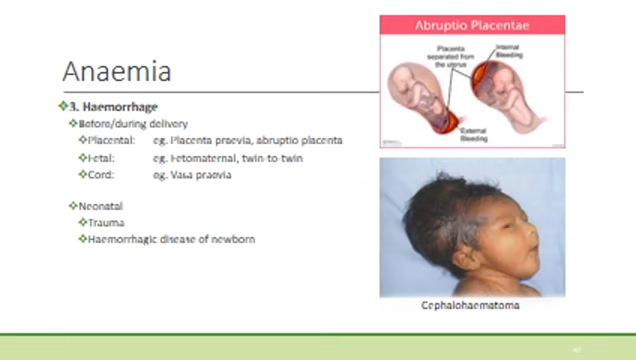 Anaemia
3. Haemorrhage
Before/during delivery
Placental: eg. Placenta praevia, abruptio placenta
Fetal: eg. Fetomaternal, twin-to twin
Cord: eg. Vasa praevia
Neonatal
Trauma
Haemorrhagic disease of newborn
Abruptio Placentae
Placenta
separated from
the uterus
Internal
Bleeding
External
Bleeding
Cephalohaematoma